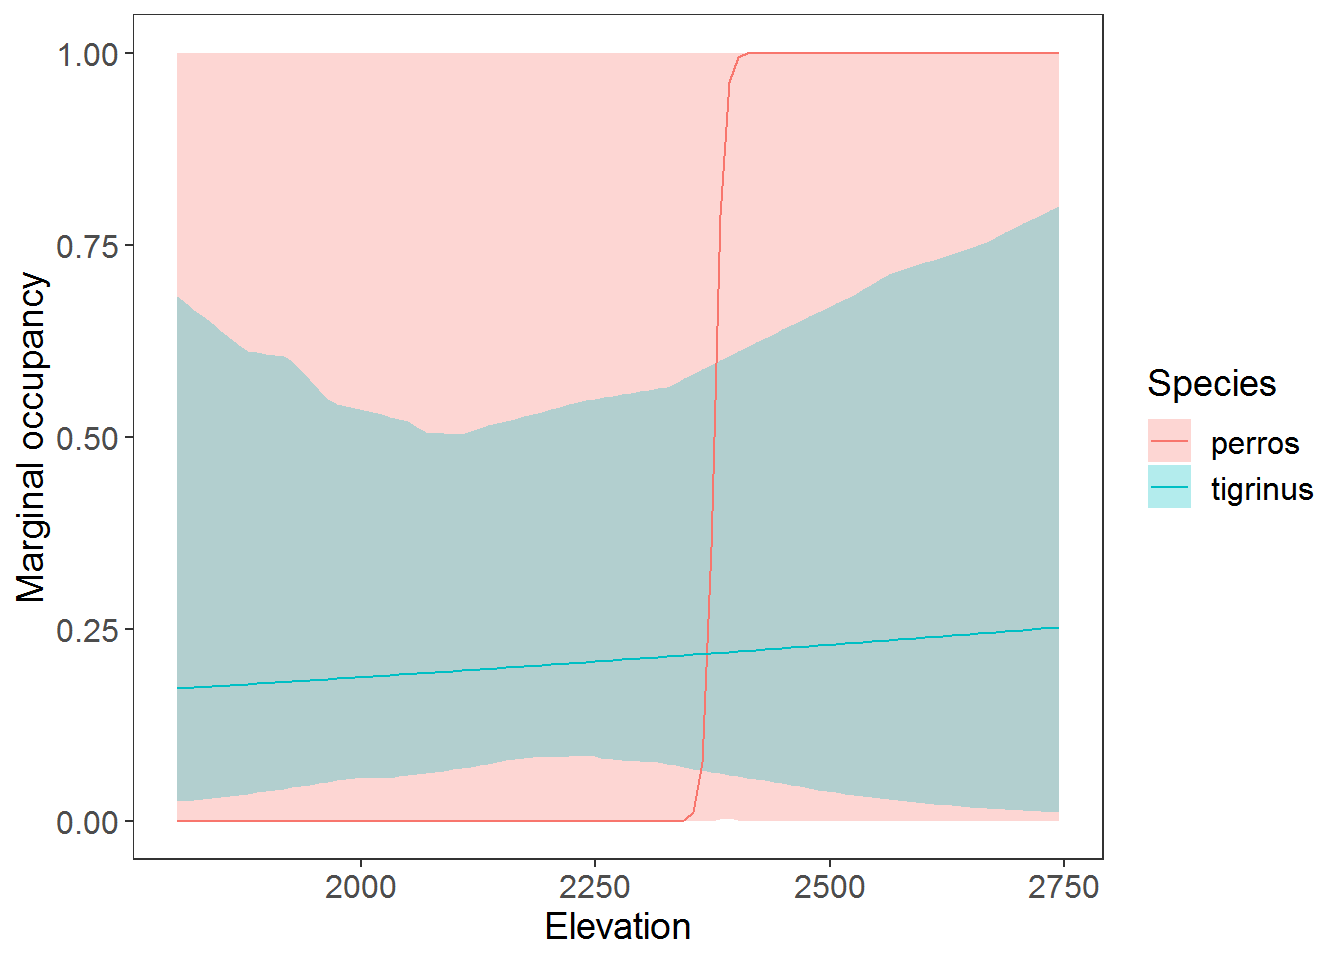 Marginal occupancy
1.00
0.75
0.50
0.25
0.00
2000 2250 2500 2750
Elevation
Species
perros
tigrinus